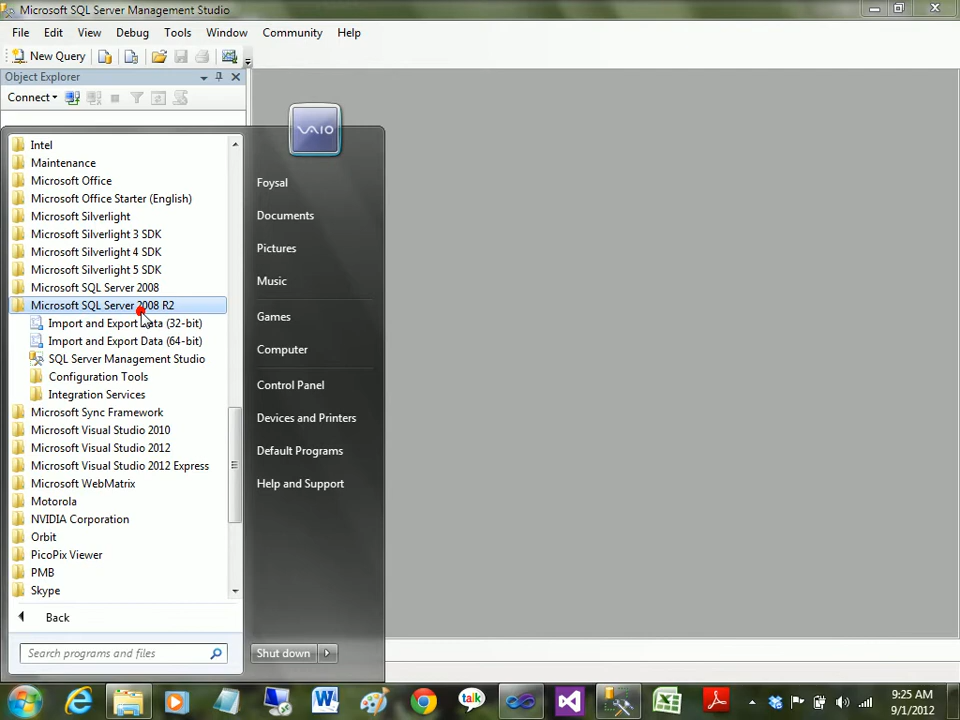 Microsoft SQL Server Management Studio
File Edit View Debug Tools Window Community Help
New Query
Object Explorer
Connect
VAIO
Intel
Maintenance
Microsoft Office
Microsoft Office Starter (English)
Microsoft Silverlight
Microsoft Silverlight 3 SDK
Microsoft Silverlight 4 SDK
Microsoft Silverlight 5 SDK
Microsoft SQL Server 2008
Microsoft SQL Server 2008 R2
Import and Export Data (32-bit)
Import and Export Data (64-bit)
SQL Server Management Studio
Configuration Tools
Integration Services
Microsoft Sync Framework
Microsoft Visual Studio 2010
Microsoft Visual Studio 2012
Microsoft Visual Studio 2012 Express
Microsoft WebMatrix
Motorola
NVIDIA Corporation
Orbit
PicoPix Viewer
PMB
Skype
Back
Search programs and files
Foysal
Documents
Pictures
Music
Games
Computer
Control Panel
Devices and Printers
Default Programs
Help and Support
Shut down
talk
9:25 AM
9/1/2012